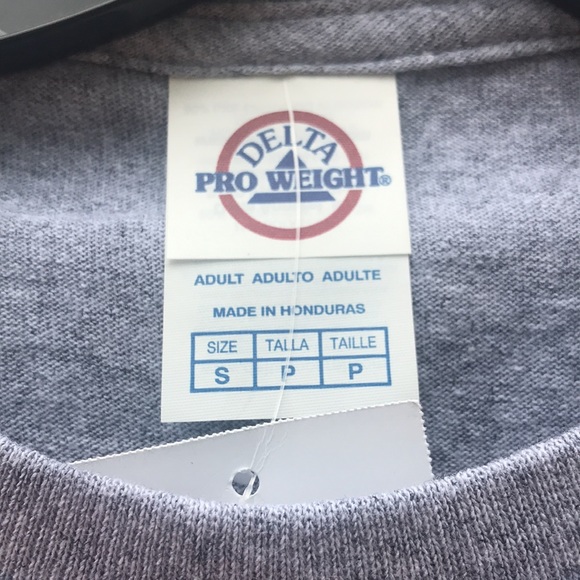 DELTA
PRO WEIGHT®
ADULT ADULTO ADULTE
MADE IN HONDURAS
SIZE TALLA TAILLE
S P P